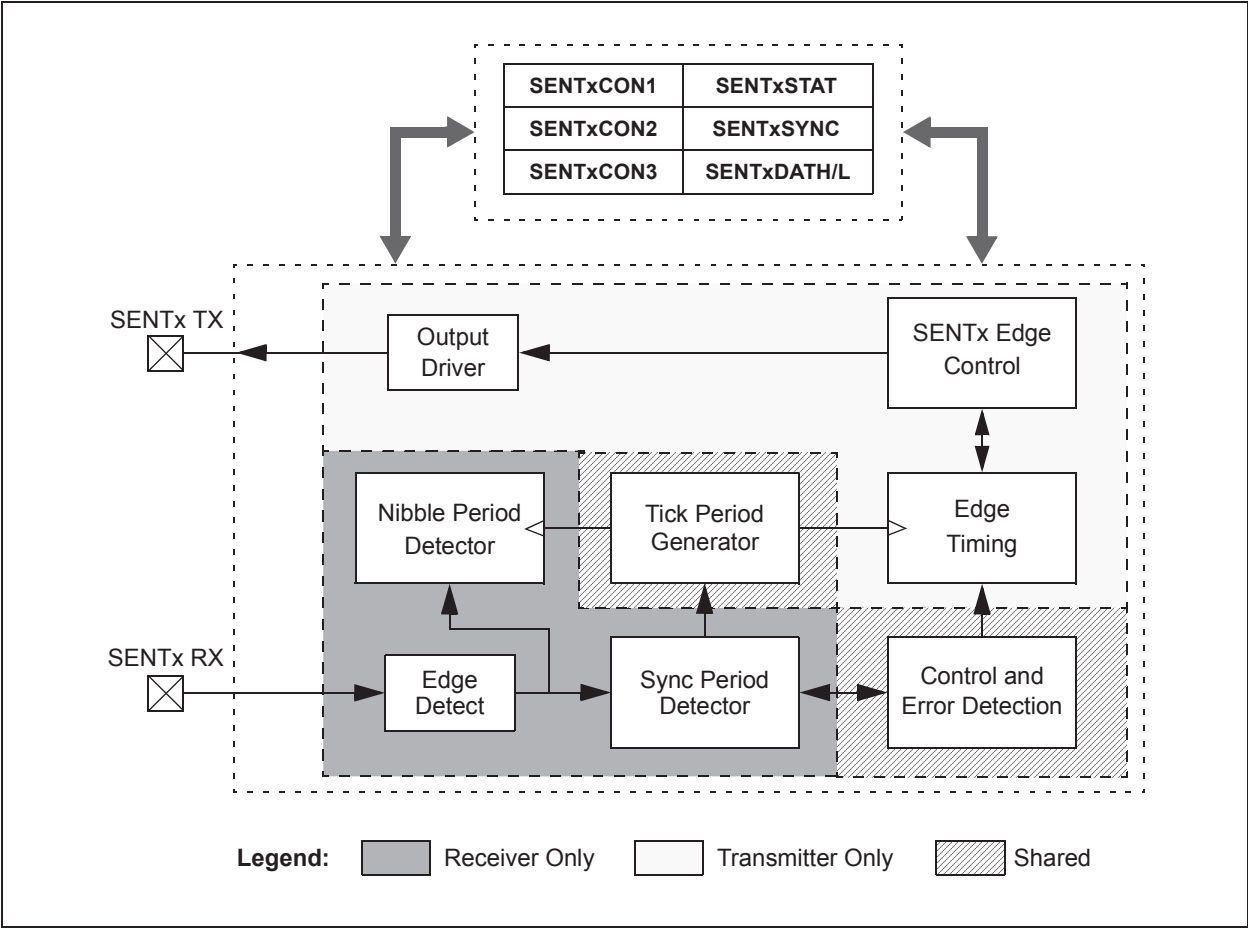 SENTxCON1 SENTxSTAT
SENTxCON2 SENTxSYNC
SENTxCON3 SENTxDATH/L
SENTx TX
Output
Driver
SENTx Edge
Control
Nibble Period
Detector
Tick Period
Generator
Edge
Timing
SENTx RX
Edge
Detect
Sync Period
Detector
Control and
Error Detection
Legend: Receiver Only Transmitter Only Shared